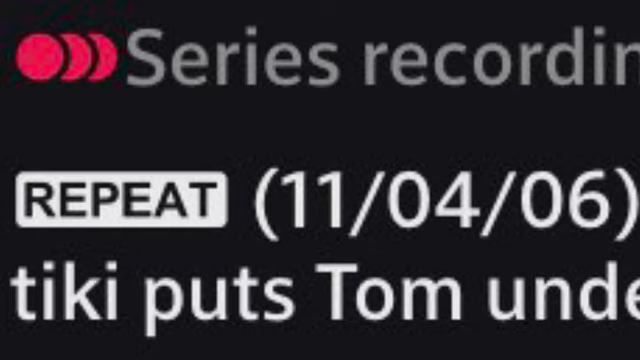 Series recordin
REPEAT (11/04/06)
tiki puts Tom unde